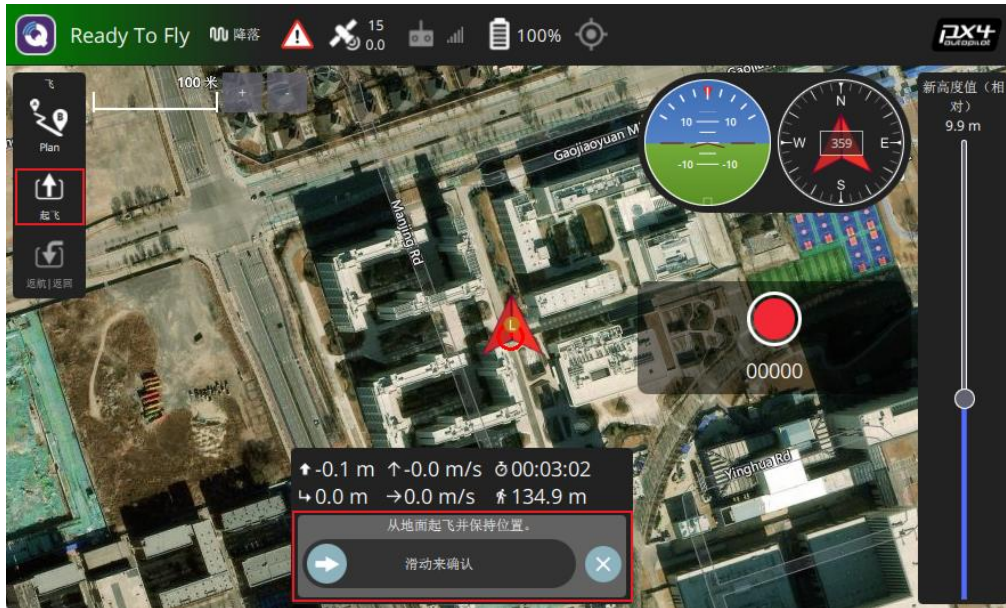 Ready To Fly
降落
15
0.0
100%
px4
autopilot
飞
Plan
起飞
返航|返回
100 米
+
-
Gaojiaoyuan M
Manjing Rd
Yinghua Rd
10 10
-10 -10
N
W 359 E
S
新高度值（相
对）
9.9 m
L
00000
-0.1 m ↑-0.0 m/s 00:03:02
0.0 m →0.0 m/s 134.9 m
从地面起飞并保持位置。
滑动来确认